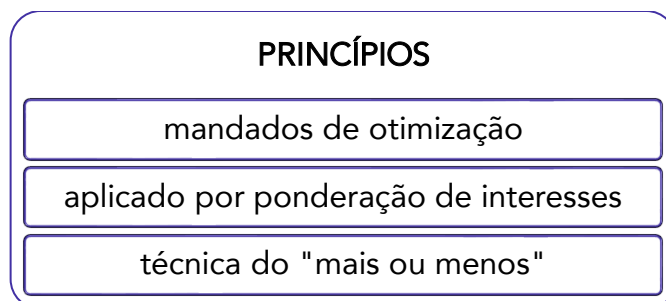 PRINCÍPIOS
mandados de otimização
aplicado por ponderação de interesses
técnica do "mais ou menos"